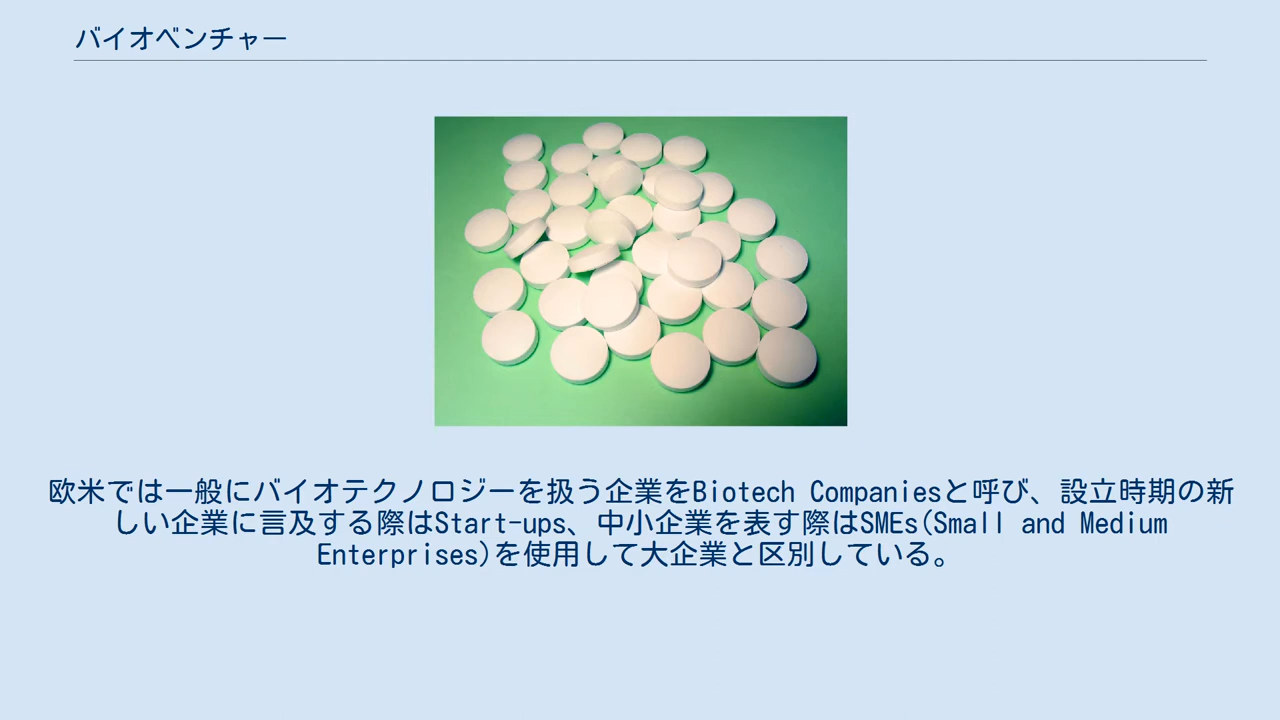 バイオベンチャー
欧米では一般にバイオテクノロジーを扱う企業をBiotech Companiesと呼び、設立時期の新
しい企業に言及する際はStart-ups、中小企業を表す際はSMEs(Small and Medium
Enterprises)を使用して大企業と区別している。